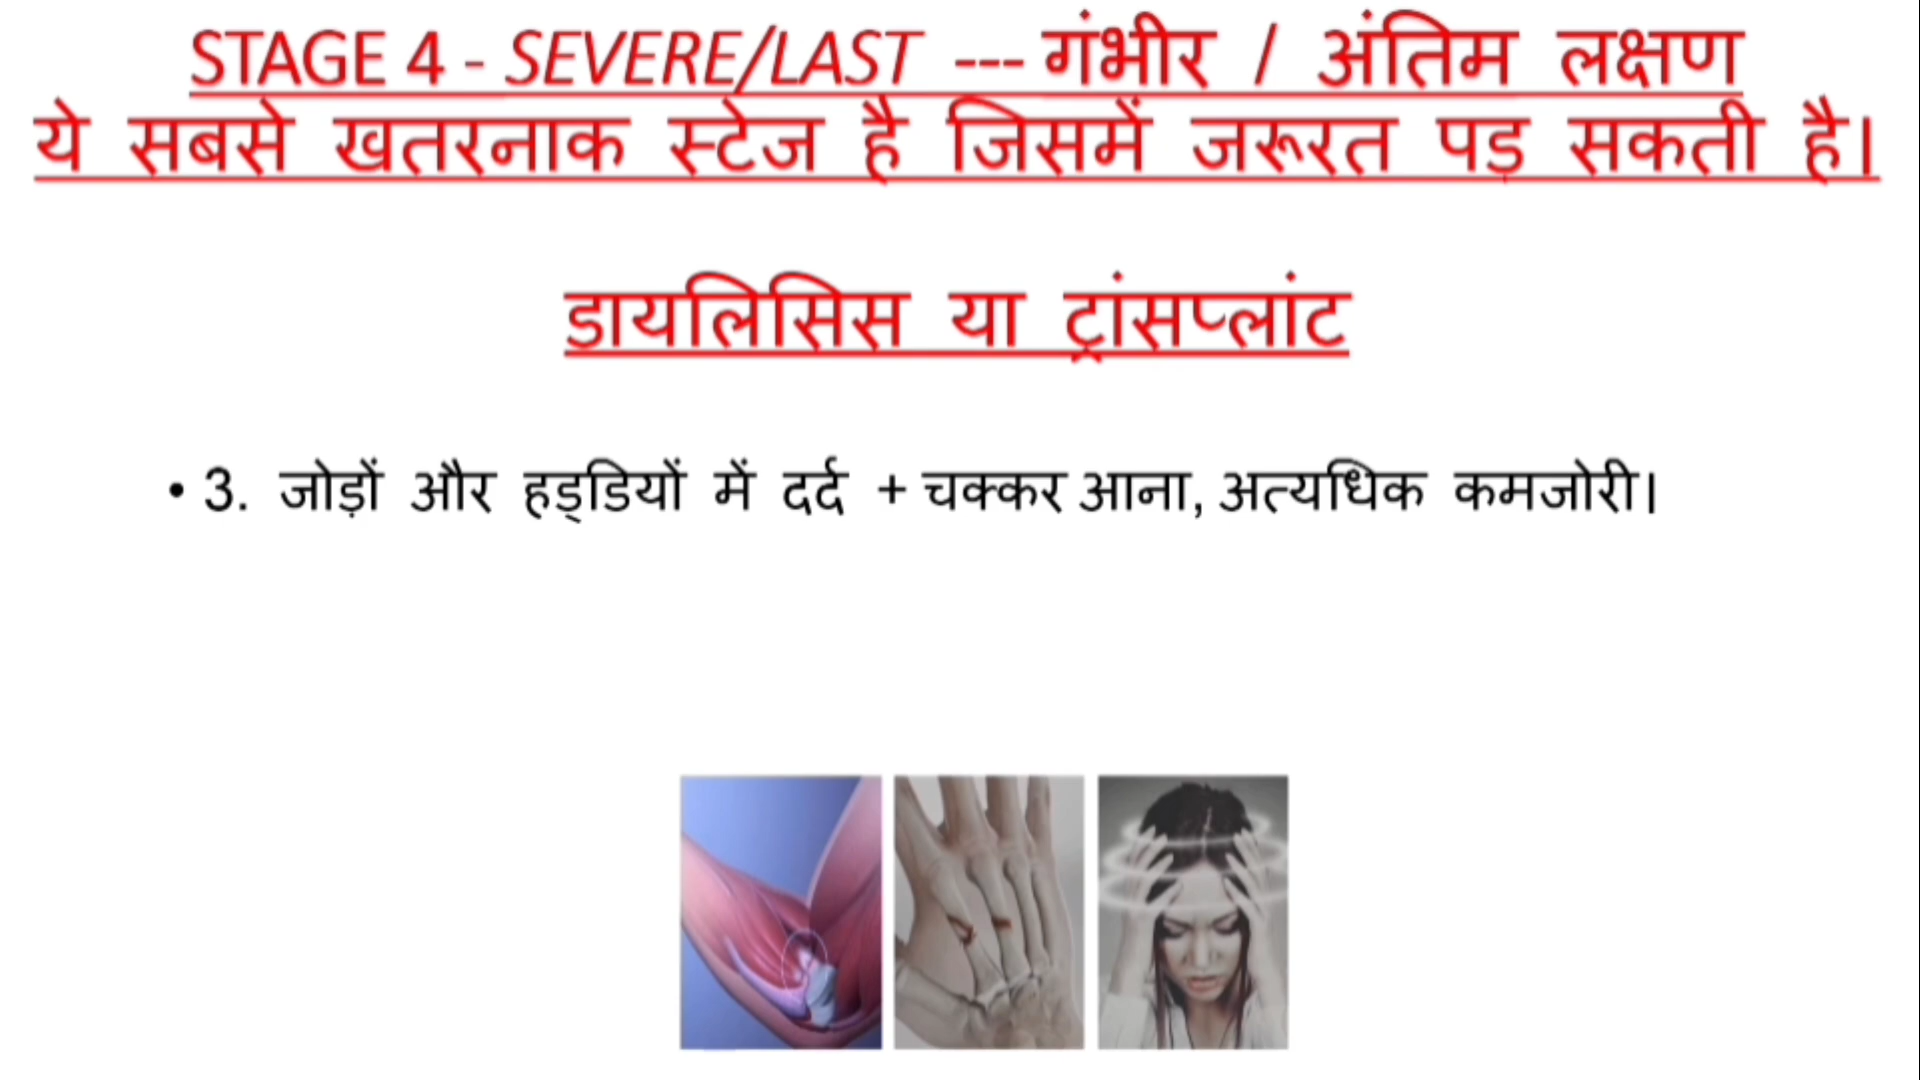 STAGE 4 - SEVERE/LAST --- गंभीर / अंतिम लक्षण
ये सबसे खतरनाक स्टेज है जिसमें जरूरत पड़ सकती है।
डायलिसिस या ट्रांसप्लांट
• 3. जोड़ों और हड्डियों में दर्द + चक्कर आना, अत्यधिक कमजोरी।